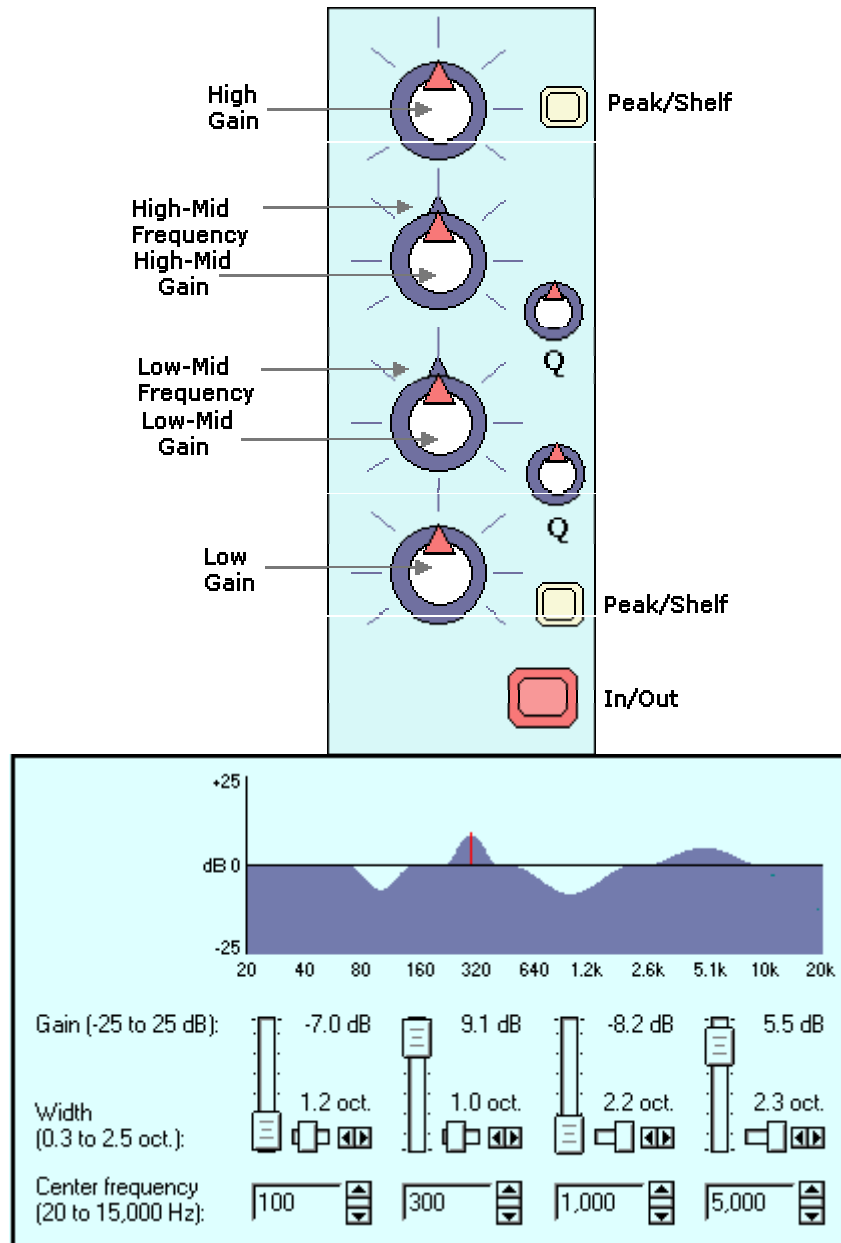 High
Gain
Peak/Shelf
High-Mid
Frequency
High-Mid
Gain
Q
Low-Mid
Frequency
Low-Mid
Gain
Q
Low
Gain
Peak/Shelf
In/Out
+25
dB 0
-25
20 40 80 160 320 640 1.2k 2.6k 5.1k 10k 20k
Gain (-25 to 25 dB): -7.0 dB 9.1 dB -8.2 dB 5.5 dB
Width 1.2 oct. 1.0 oct. 2.2 oct. 2.3 oct.
(0.3 to 2.5 oct.):
Center frequency 100 300 1,000 5,000
(20 to 15,000 Hz):